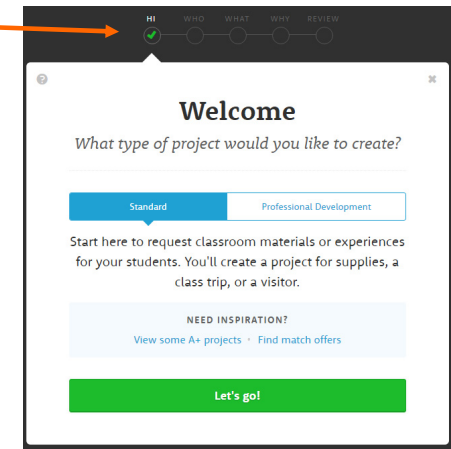 HI WHO WHAT WHY REVIEW
Welcome
What type of project would you like to create?
Standard Professional Development
Start here to request classroom materials or experiences
for your students. You'll create a project for supplies, a
class trip, or a visitor.
NEED INSPIRATION?
View some A+ projects · Find match offers
Let's go!